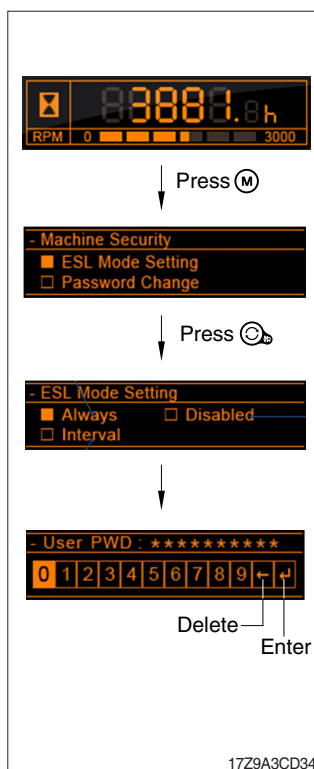 3881. h
RPM 0 3000
Press M
- Machine Security
ESL Mode Setting
Password Change
Press
- ESL Mode Setting
Always Disabled
Interval
- User PWD : **********
0 1 2 3 4 5 6 7 8 9 ← ↵
Delete
Enter
17Z9A3CD34